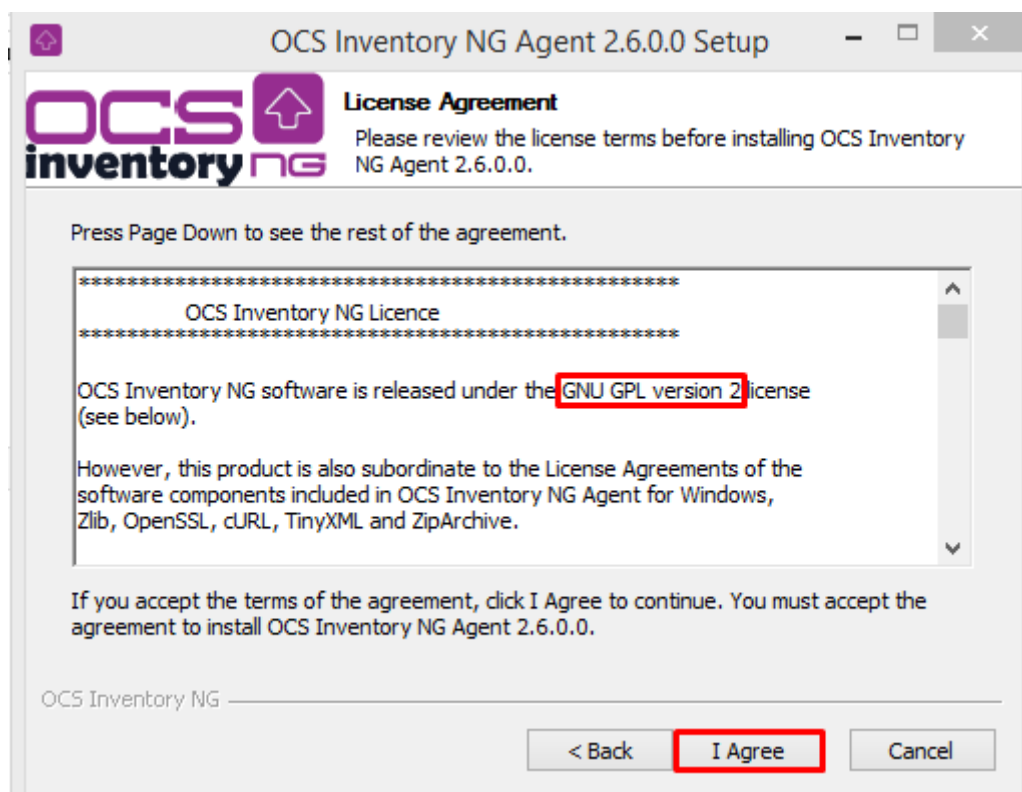 OCS Inventory NG Agent 2.6.0.0 Setup
OCS
inventory NG
License Agreement
Please review the license terms before installing OCS Inventory
NG Agent 2.6.0.0.
Press Page Down to see the rest of the agreement.
**************************************************
OCS Inventory NG Licence
**************************************************
OCS Inventory NG software is released under the GNU GPL version 2 license
(see below).
However, this product is also subordinate to the License Agreements of the
software components included in OCS Inventory NG Agent for Windows,
Zlib, OpenSSL, cURL, TinyXML and ZipArchive.
If you accept the terms of the agreement, click I Agree to continue. You must accept the
agreement to install OCS Inventory NG Agent 2.6.0.0.
OCS Inventory NG
< Back
I Agree
Cancel